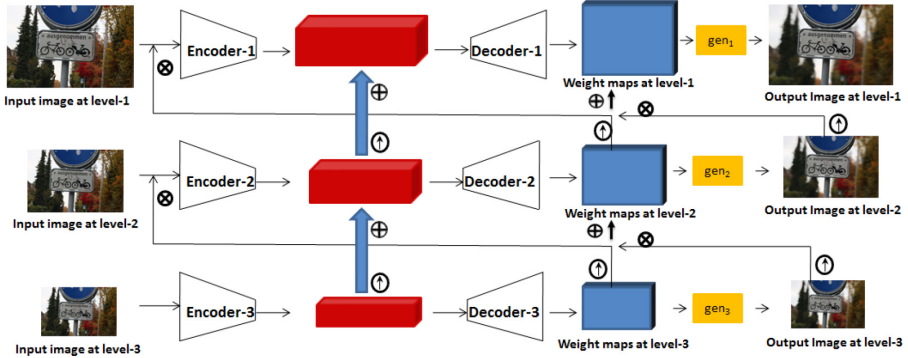 ausgenommen
Encoder-1
Decoder-1
gen₁
Input image at level-1
Weight maps at level-1
Output Image at level-1
ausgenommen
Encoder-2
Decoder-2
gen₂
Input image at level-2
Weight maps at level-2
Output Image at level-2
Encoder-3
Decoder-3
gen₃
Input image at level-3
Weight maps at level-3
Output Image at level-3